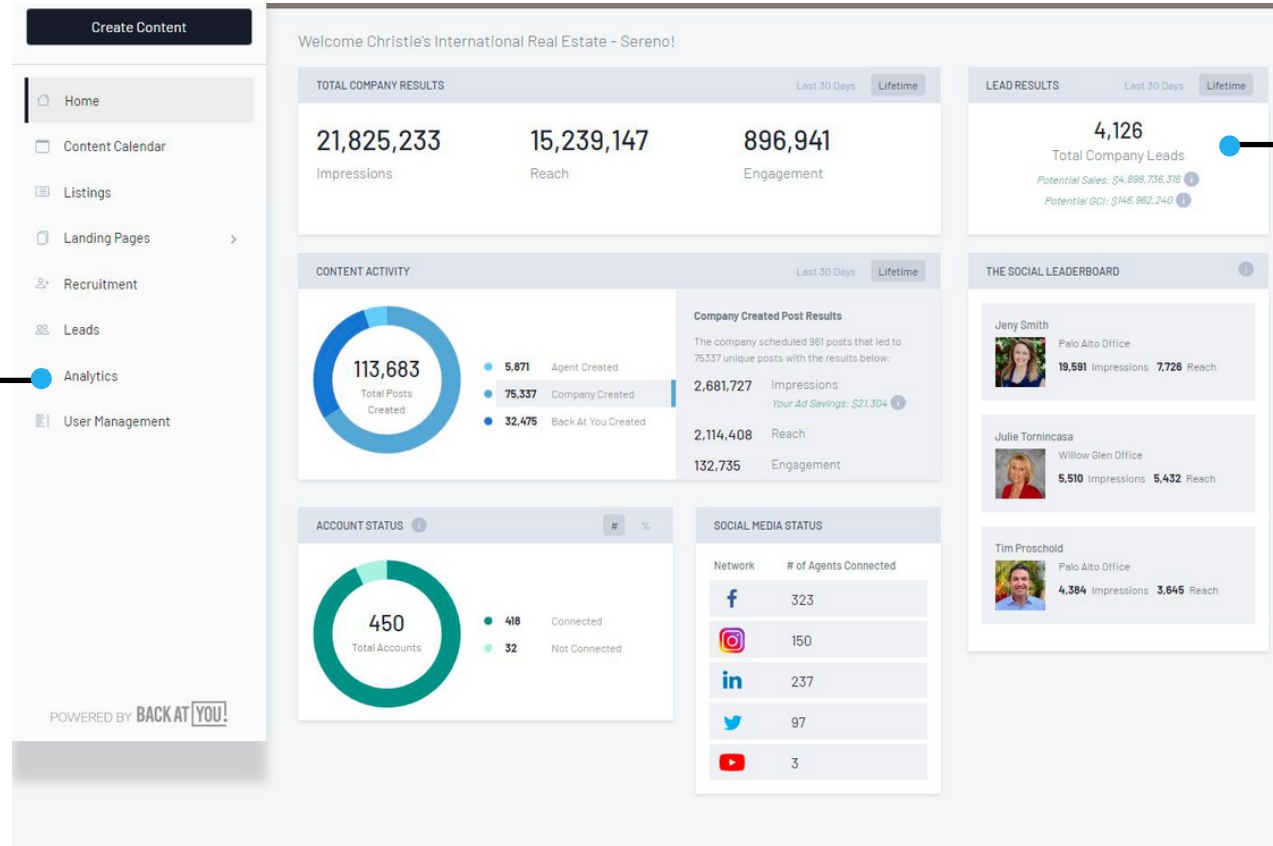 Create Content
Home
Content Calendar
Listings
Landing Pages
Recruitment
Leads
Analytics
User Management
POWERED BY BACK AT YOU!
Welcome Christie's International Real Estate - Sereno!
TOTAL COMPANY RESULTS Last 30 Days Lifetime
21,825,233 15,239,147 896,941
Impressions Reach Engagement
LEAD RESULTS Last 30 Days Lifetime
4,126
Total Company Leads
Potential Sales: $4,898,736,316 i
Potential GCI: $146,962,240 i
CONTENT ACTIVITY Last 30 Days Lifetime
113,683
Total Posts
Created
5,871 Agent Created
75,337 Company Created
32,475 Back At You Created
Company Created Post Results
The company scheduled 961 posts that led to
75337 unique posts with the results below:
2,681,727 Impressions
Your Ad Savings: $21,304 i
2,114,408 Reach
132,735 Engagement
THE SOCIAL LEADERBOARD i
Jeny Smith
Palo Alto Office
19,591 Impressions 7,726 Reach
Julie Tornincasa
Willow Glen Office
5,510 Impressions 5,432 Reach
Tim Proschold
Palo Alto Office
4,384 Impressions 3,645 Reach
ACCOUNT STATUS i # %
450
Total Accounts
418 Connected
32 Not Connected
SOCIAL MEDIA STATUS
Network # of Agents Connected
f 323
150
in 237
97
3